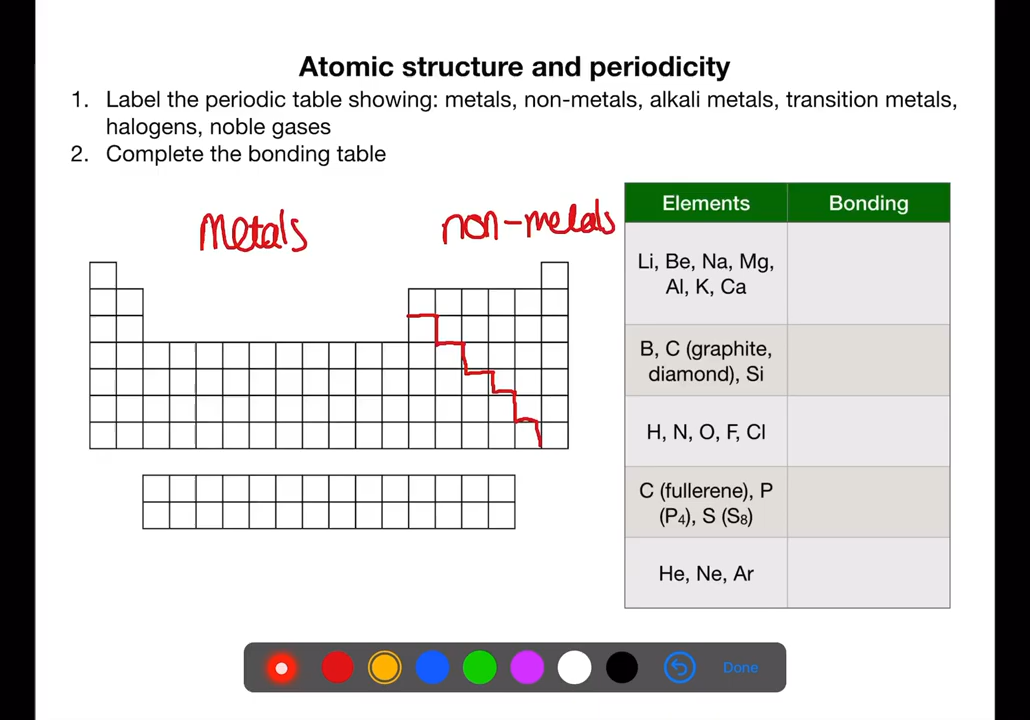 Atomic structure and periodicity
1. Label the periodic table showing: metals, non-metals, alkali metals, transition metals,
halogens, noble gases
2. Complete the bonding table
metals
non-metals
Elements Bonding
Li, Be, Na, Mg,
Al, K, Ca
B, C (graphite,
diamond), Si
H, N, O, F, Cl
C (fullerene), P
(P₄), S (S₈)
He, Ne, Ar
Done